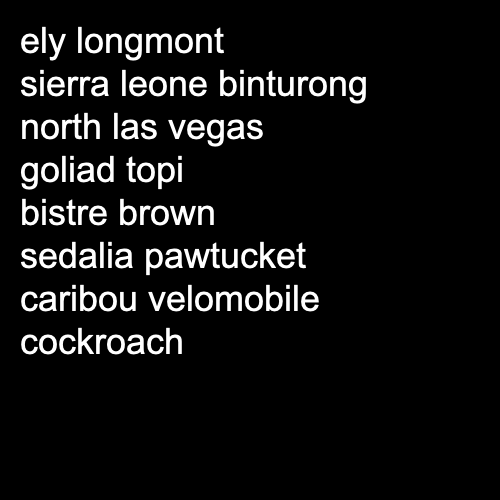 ely longmont
sierra leone binturong
north las vegas
goliad topi
bistre brown
sedalia pawtucket
caribou velomobile
cockroach